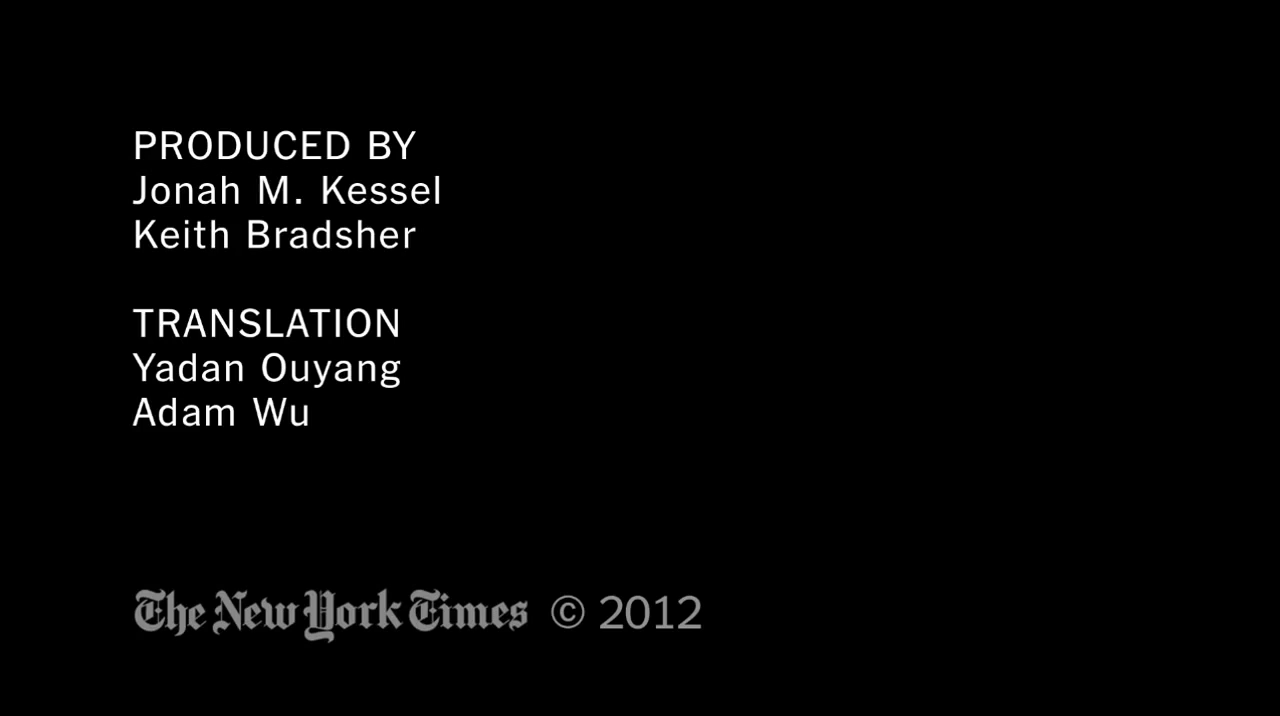 PRODUCED BY
Jonah M. Kessel
Keith Bradsher
TRANSLATION
Yadan Ouyang
Adam Wu
The New York Times © 2012